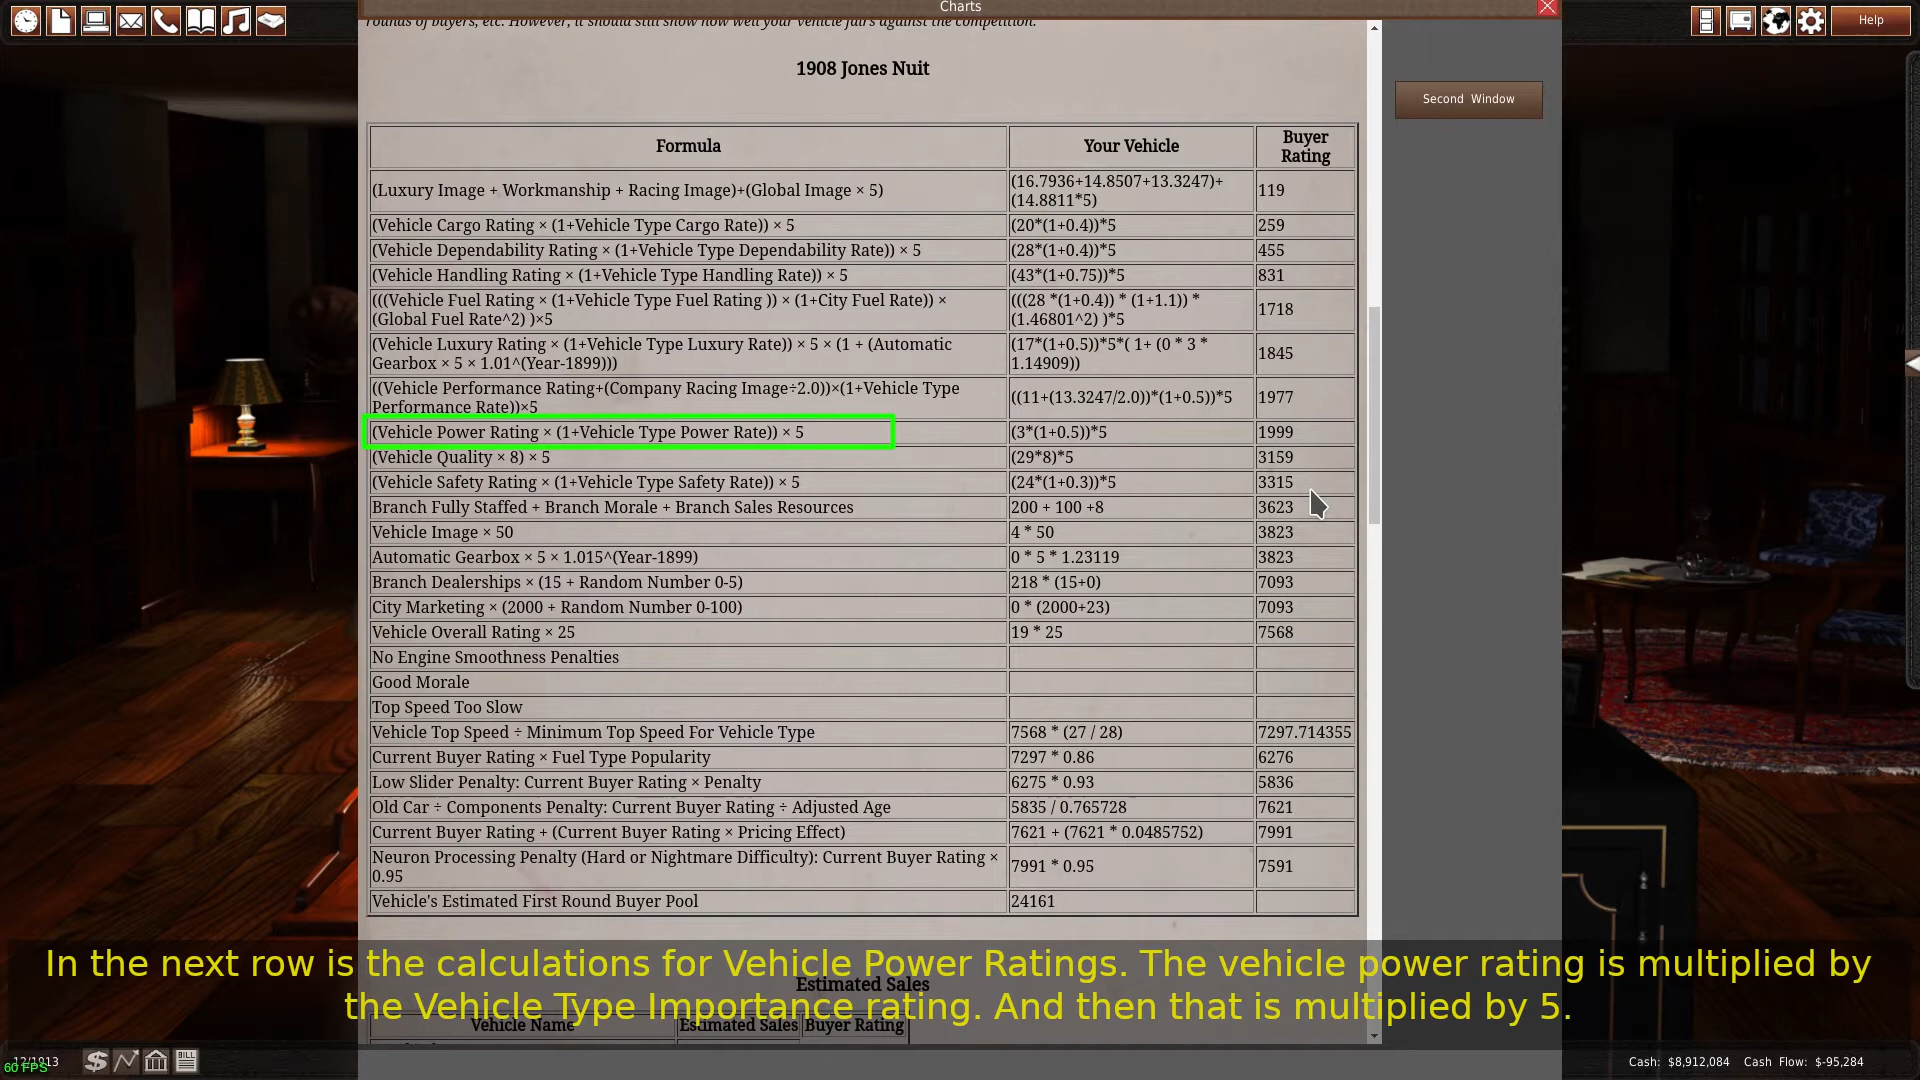 Charts
Help
rounds of buyers, etc. However, it should still show how well your vehicle fairs against the competition.
Second Window
1908 Jones Nuit
Formula Your Vehicle Buyer Rating
(Luxury Image + Workmanship + Racing Image)+(Global Image × 5) (16.7936+14.8507+13.3247)+ 119
(14.8811*5)
(Vehicle Cargo Rating × (1+Vehicle Type Cargo Rate)) × 5 (20*(1+0.4))*5 259
(Vehicle Dependability Rating × (1+Vehicle Type Dependability Rate)) × 5 (28*(1+0.4))*5 455
(Vehicle Handling Rating × (1+Vehicle Type Handling Rate)) × 5 (43*(1+0.75))*5 831
(((Vehicle Fuel Rating × (1+Vehicle Type Fuel Rating )) × (1+City Fuel Rate)) × (((28 *(1+0.4)) * (1+1.1)) * 1718
(Global Fuel Rate^2) )×5 (1.46801^2) )*5
(Vehicle Luxury Rating × (1+Vehicle Type Luxury Rate)) × 5 × (1 + (Automatic (17*(1+0.5))*5*( 1+ (0 * 3 * 1845
Gearbox × 5 × 1.01^(Year-1899))) 1.14909))
((Vehicle Performance Rating+(Company Racing Image÷2.0))×(1+Vehicle Type ((11+(13.3247/2.0))*(1+0.5))*5 1977
Performance Rate))×5
(Vehicle Power Rating × (1+Vehicle Type Power Rate)) × 5 (3*(1+0.5))*5 1999
(Vehicle Quality × 8) × 5 (29*8)*5 3159
(Vehicle Safety Rating × (1+Vehicle Type Safety Rate)) × 5 (24*(1+0.3))*5 3315
Branch Fully Staffed + Branch Morale + Branch Sales Resources 200 + 100 +8 3623
Vehicle Image × 50 4 * 50 3823
Automatic Gearbox × 5 × 1.015^(Year-1899) 0 * 5 * 1.23119 3823
Branch Dealerships × (15 + Random Number 0-5) 218 * (15+0) 7093
City Marketing × (2000 + Random Number 0-100) 0 * (2000+23) 7093
Vehicle Overall Rating × 25 19 * 25 7568
No Engine Smoothness Penalties
Good Morale
Top Speed Too Slow
Vehicle Top Speed ÷ Minimum Top Speed For Vehicle Type 7568 * (27 / 28) 7297.714355
Current Buyer Rating × Fuel Type Popularity 7297 * 0.86 6276
Low Slider Penalty: Current Buyer Rating × Penalty 6275 * 0.93 5836
Old Car ÷ Components Penalty: Current Buyer Rating ÷ Adjusted Age 5835 / 0.765728 7621
Current Buyer Rating + (Current Buyer Rating × Pricing Effect) 7621 + (7621 * 0.0485752) 7991
Neuron Processing Penalty (Hard or Nightmare Difficulty): Current Buyer Rating × 7991 * 0.95 7591
0.95
Vehicle's Estimated First Round Buyer Pool 24161
In the next row is the calculations for Vehicle Power Ratings. The vehicle power rating is multiplied by
Estimated Sales
the Vehicle Type Importance rating. And then that is multiplied by 5.
Vehicle Name Estimated Sales Buyer Rating
12/1913
60 FPS
BILL
Cash: $8,912,084 Cash Flow: $-95,284